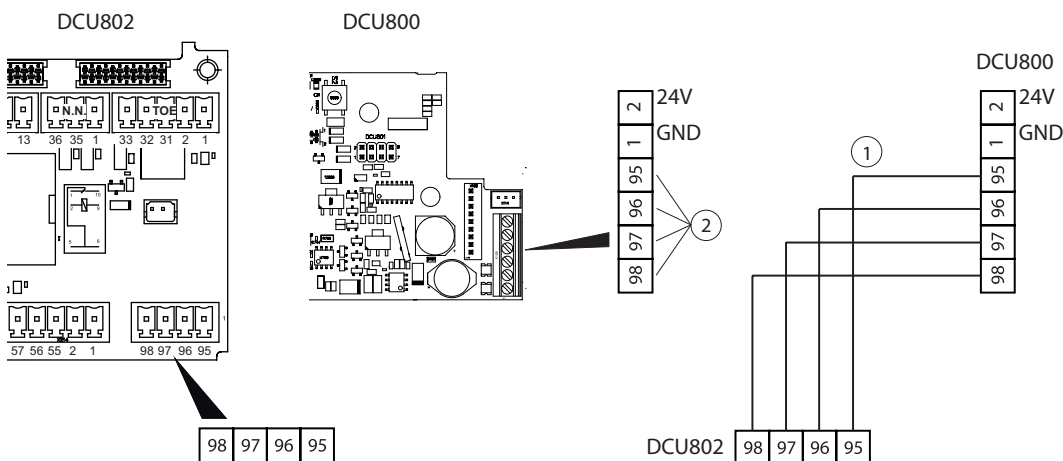 DCU802
DCU800
DCU800
N.N.
TOE
13 36 35 1 33 32 31 2 1
DCU801
2 24V
1 GND
95
96
97
98
2
1
2 24V
1 GND
95
96
97
98
57 56 55 2 1 98 97 96 95
98 97 96 95
DCU802 98 97 96 95